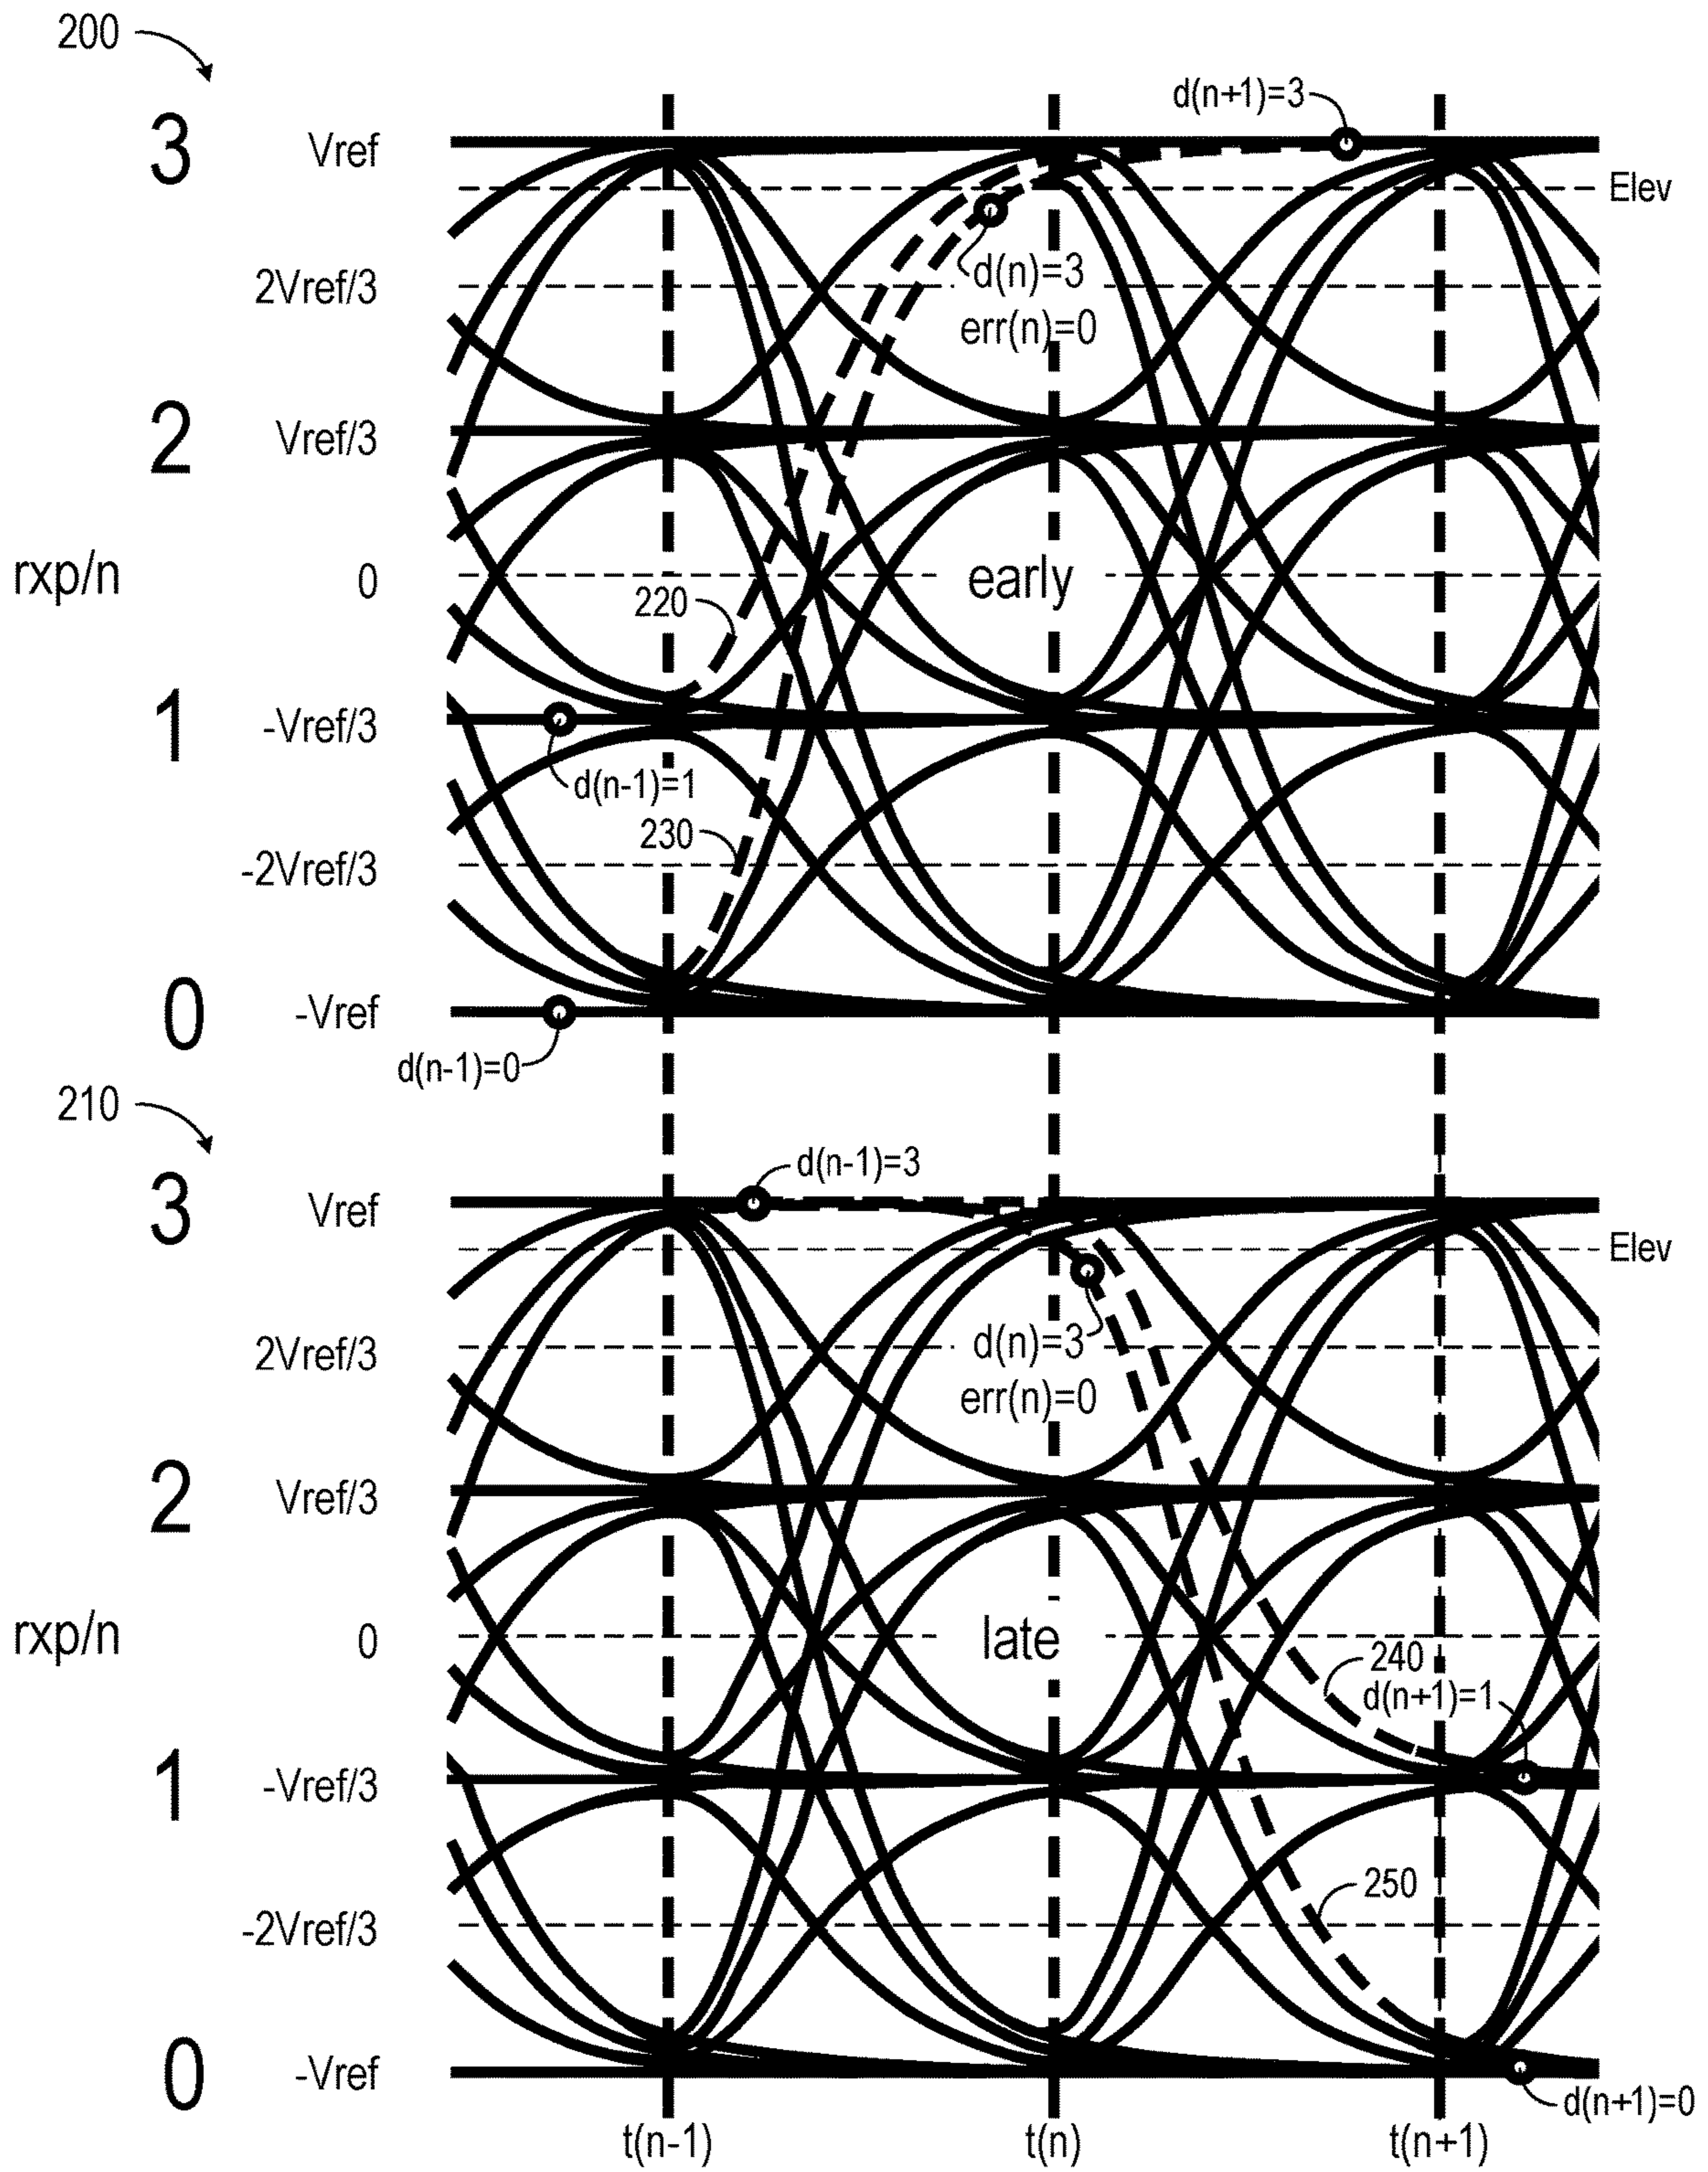 200
d(n+1)=3
3 Vref
Elev
d(n)=3
2Vref/3
err(n)=0
2 Vref/3
rxp/n 0 early
220
1 -Vref/3
d(n-1)=1
230
-2Vref/3
0 -Vref
d(n-1)=0
210
d(n-1)=3
3 Vref
Elev
d(n)=3
2Vref/3
err(n)=0
2 Vref/3
rxp/n 0 late
240
d(n+1)=1
1 -Vref/3
250
-2Vref/3
0 -Vref
d(n+1)=0
t(n-1) t(n) t(n+1)